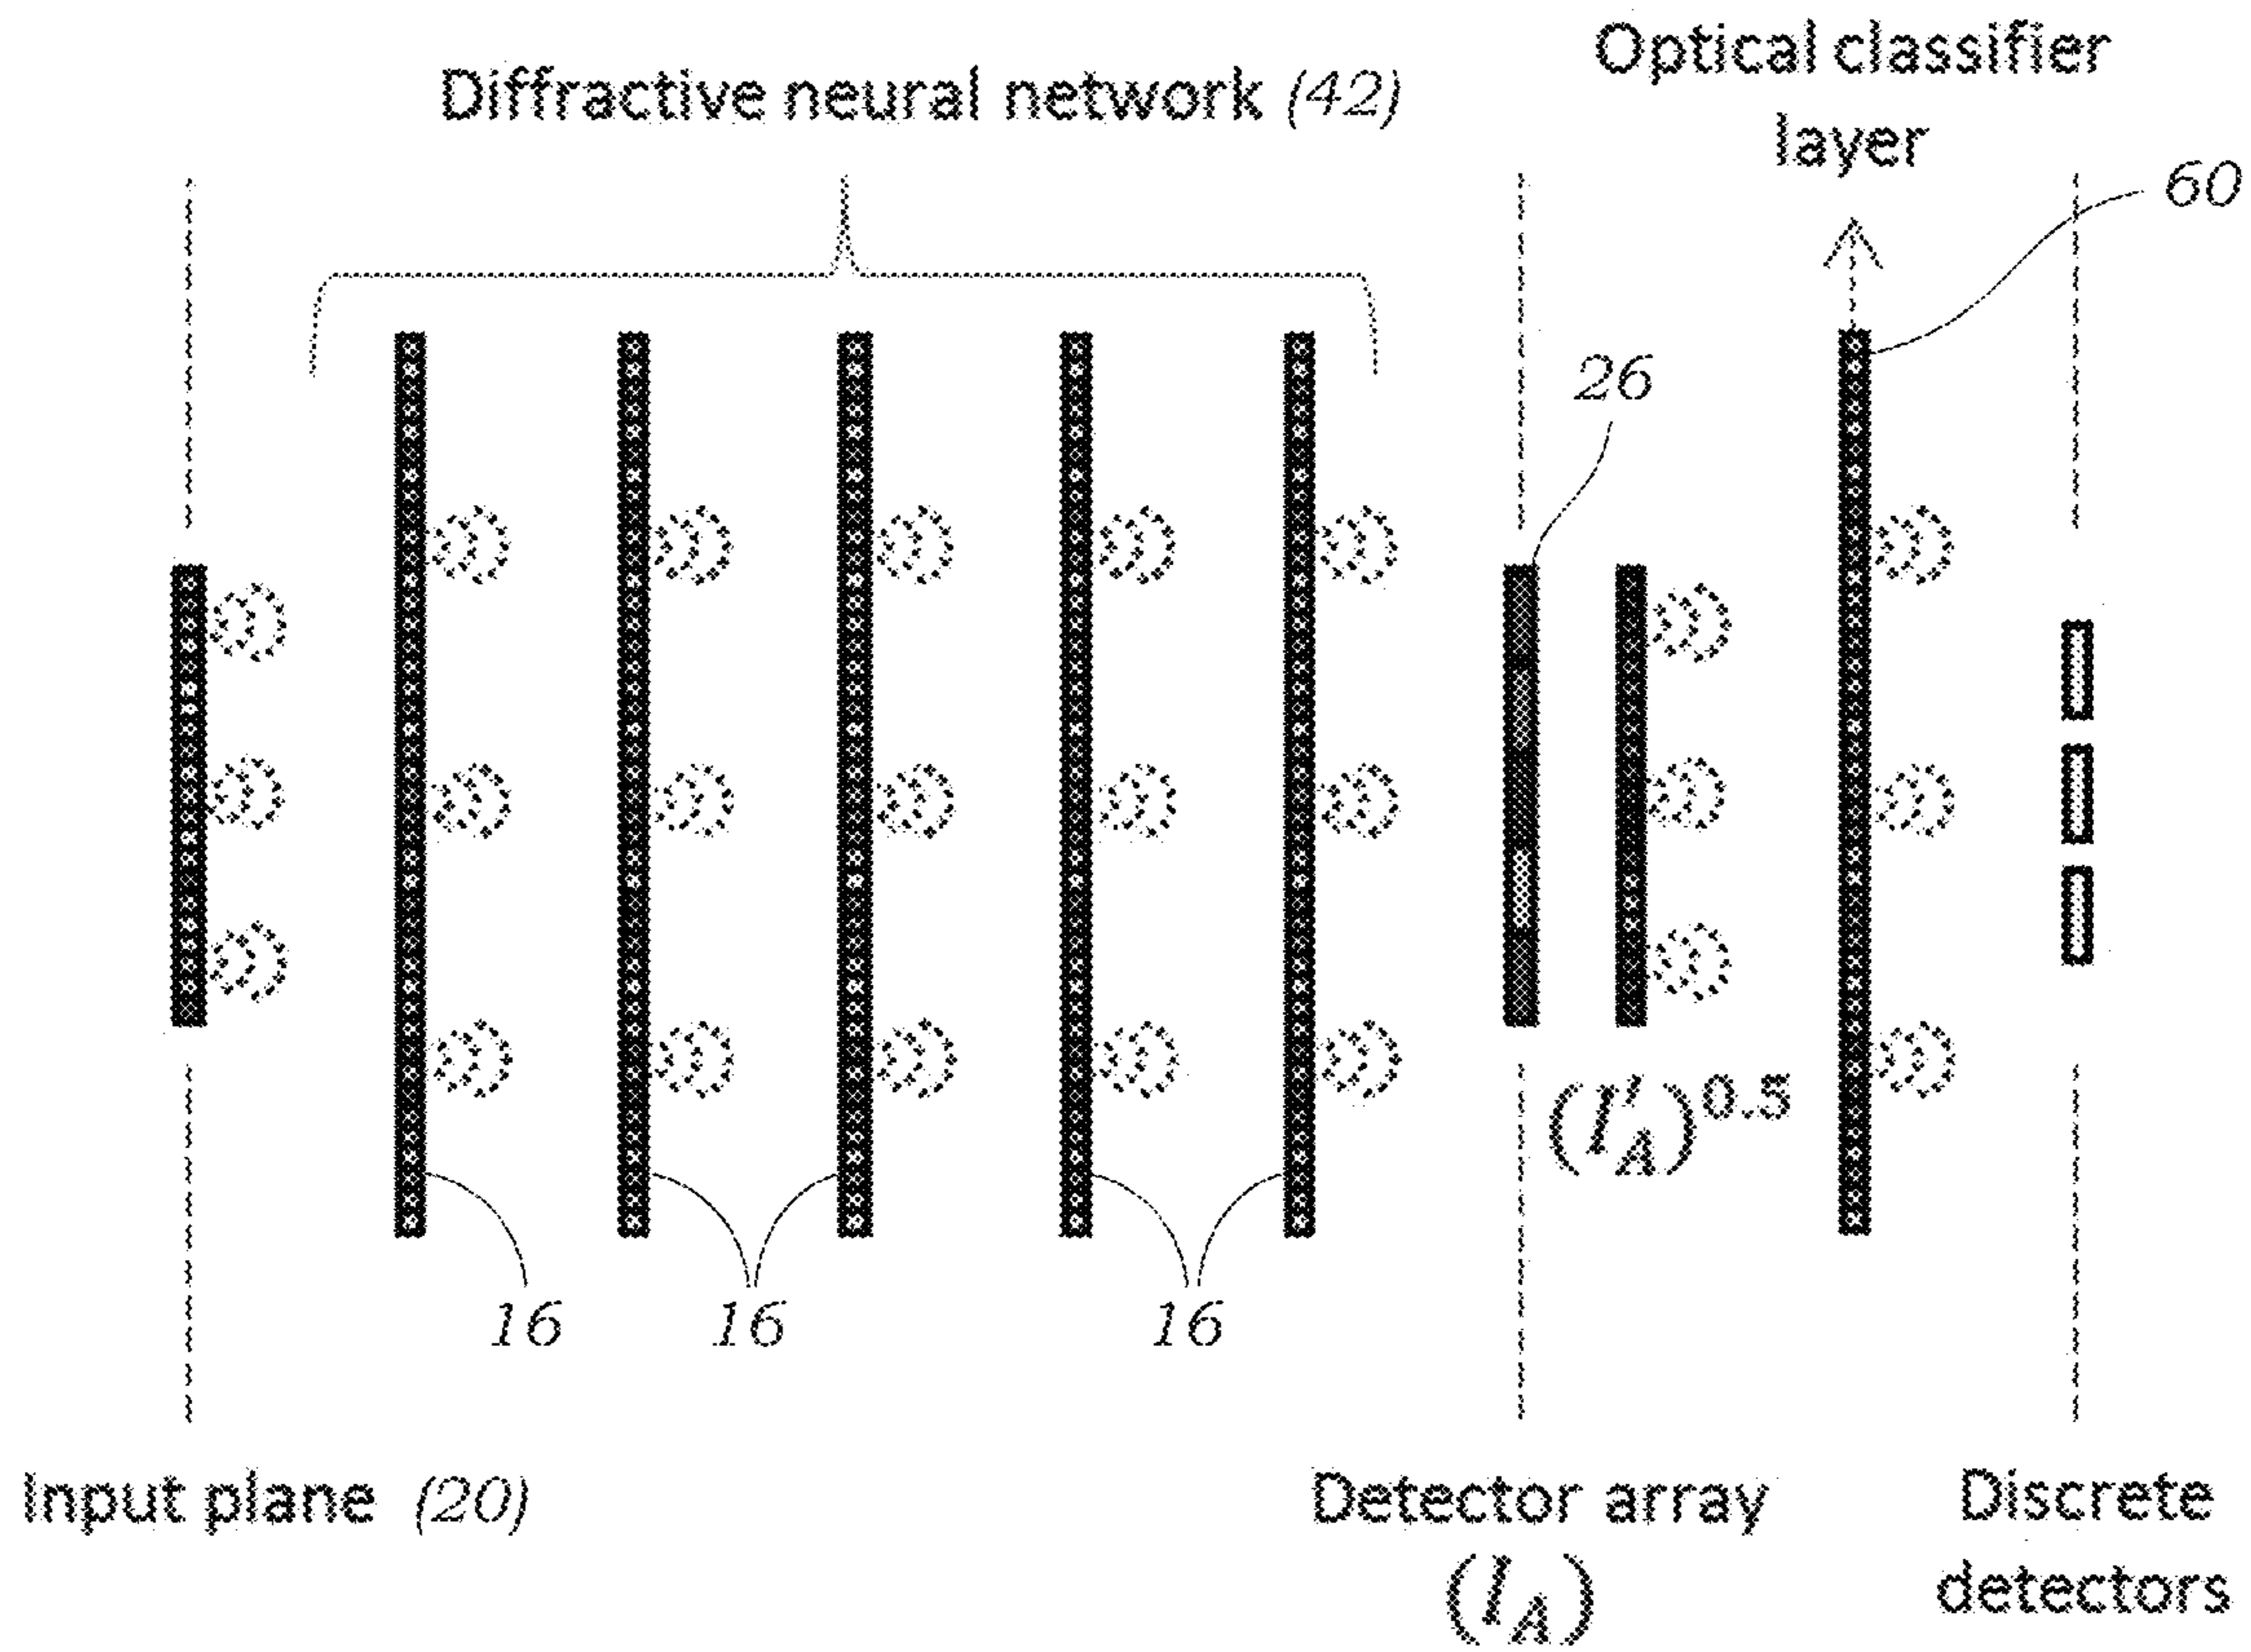 Optical classifier
layer
Diffractive neural network (42)
60
26
(I'A)0.5
16
16
16
Input plane (20)
Detector array
(IA)
Discrete
detectors